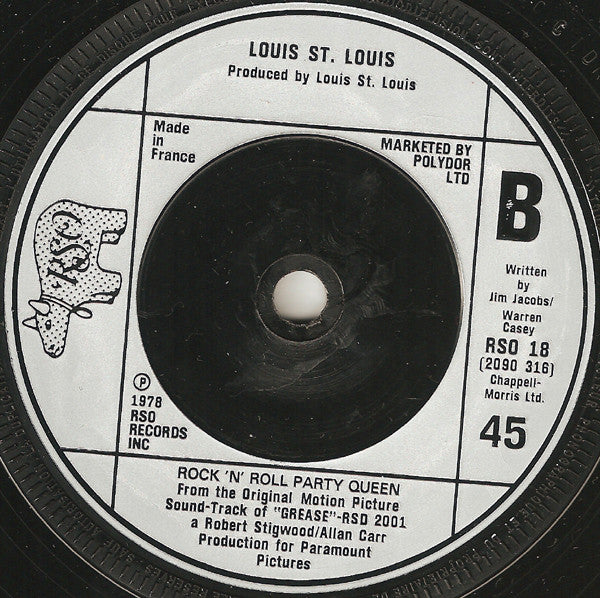 LOUIS ST. LOUIS
Produced by Louis St. Louis
Made
in
France
MARKETED BY
POLYDOR
LTD
B
RSO
Written
by
Jim Jacobs/
Warren
Casey
RSO 18
(2090 316)
Chappell-
Morris Ltd.
45
Ⓟ
1978
RSO
RECORDS
INC
ROCK 'N' ROLL PARTY QUEEN
From the Original Motion Picture
Sound-Track of "GREASE"-RSD 2001
a Robert Stigwood/Allan Carr
Production for Paramount
Pictures